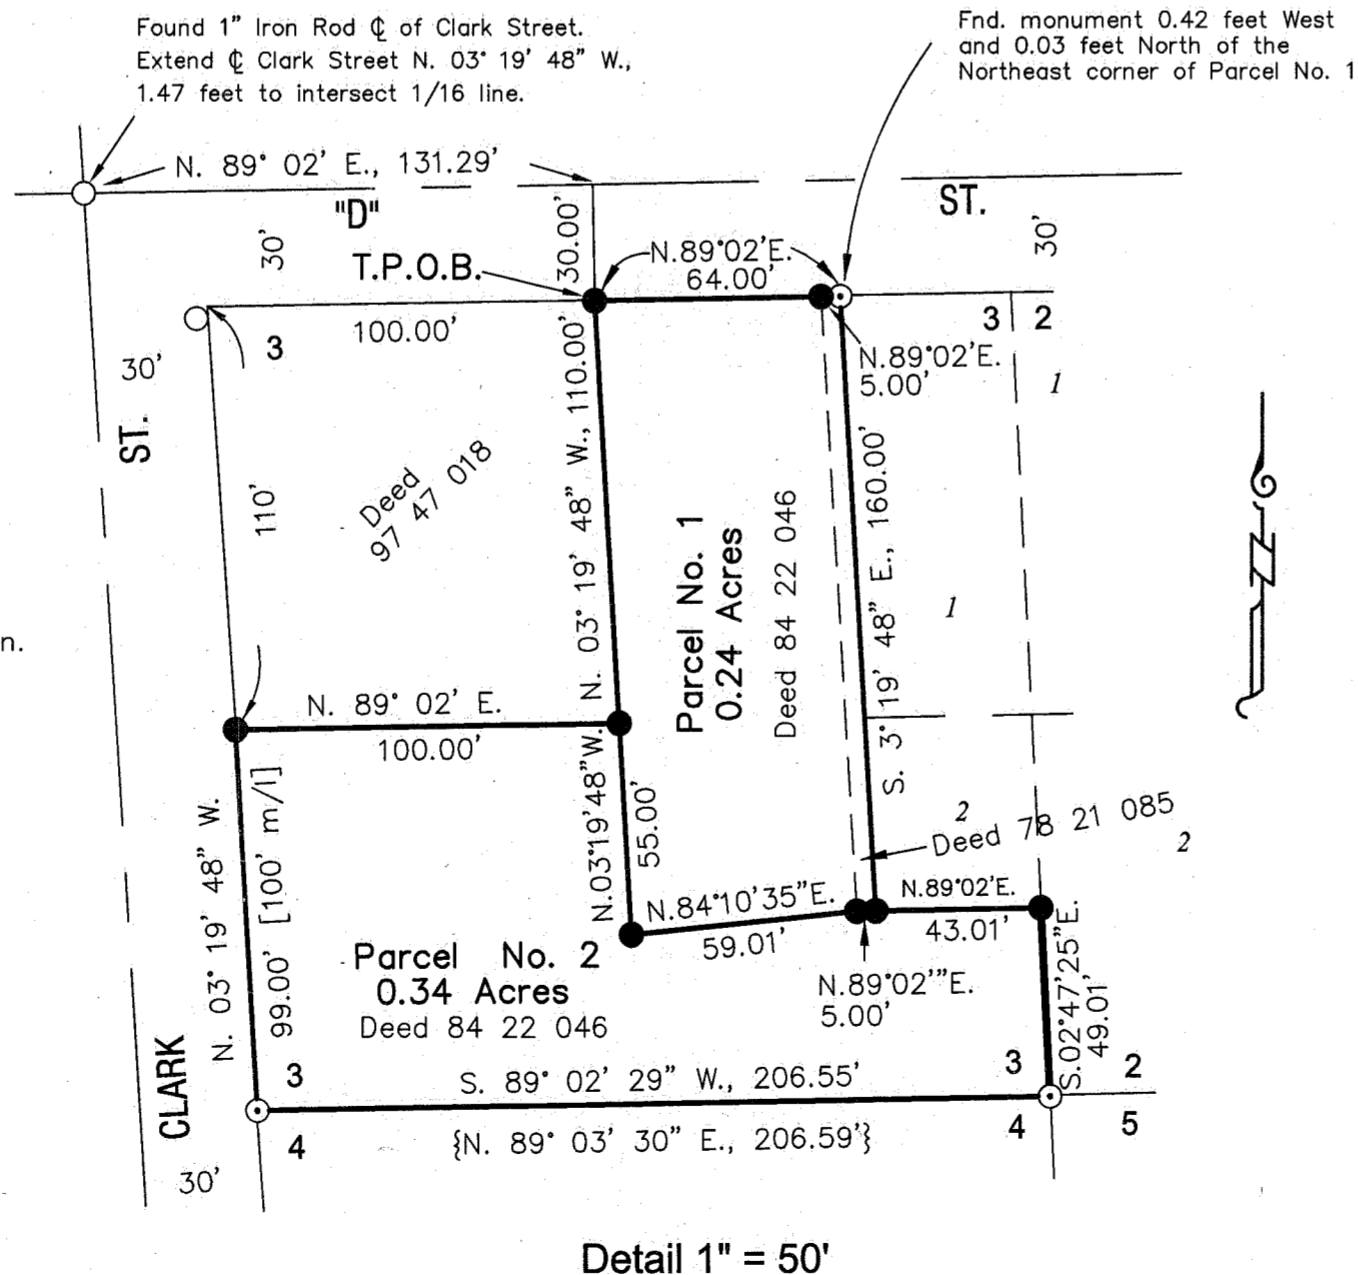 Found 1" Iron Rod ℄ of Clark Street.
Extend ℄ Clark Street N. 03° 19' 48" W.,
1.47 feet to intersect 1/16 line.
Fnd. monument 0.42 feet West
and 0.03 feet North of the
Northeast corner of Parcel No. 1
N. 89° 02' E., 131.29'
"D"
ST.
30'
30.00"
30'
T.P.O.B.
N.89°02'E.
64.00'
100.00'
3
3
2
N.89°02'E.
5.00'
1
30'
ST.
110'
Deed
97 47 018
N. 03° 19' 48" W., 110.00'
Parcel No. 1
0.24 Acres
Deed 84 22 046
S. 3° 19' 48" E., 160.00'
1
n.
N. 89° 02' E.
100.00'
N. 03° 19' 48" W.
99.00' [100' m/l]
N.03°19'48"W.
55.00'
2
Deed 78 21 085
2
N.84°10'35"E.
59.01'
N.89°02'E.
43.01'
N.89°02'"E.
5.00'
S.02°47'25"E.
49.01'
Parcel No. 2
0.34 Acres
Deed 84 22 046
CLARK
3
S. 89° 02' 29" W., 206.55'
3
2
4
{N. 89° 03' 30" E., 206.59'}
4
5
30'
Detail 1" = 50'